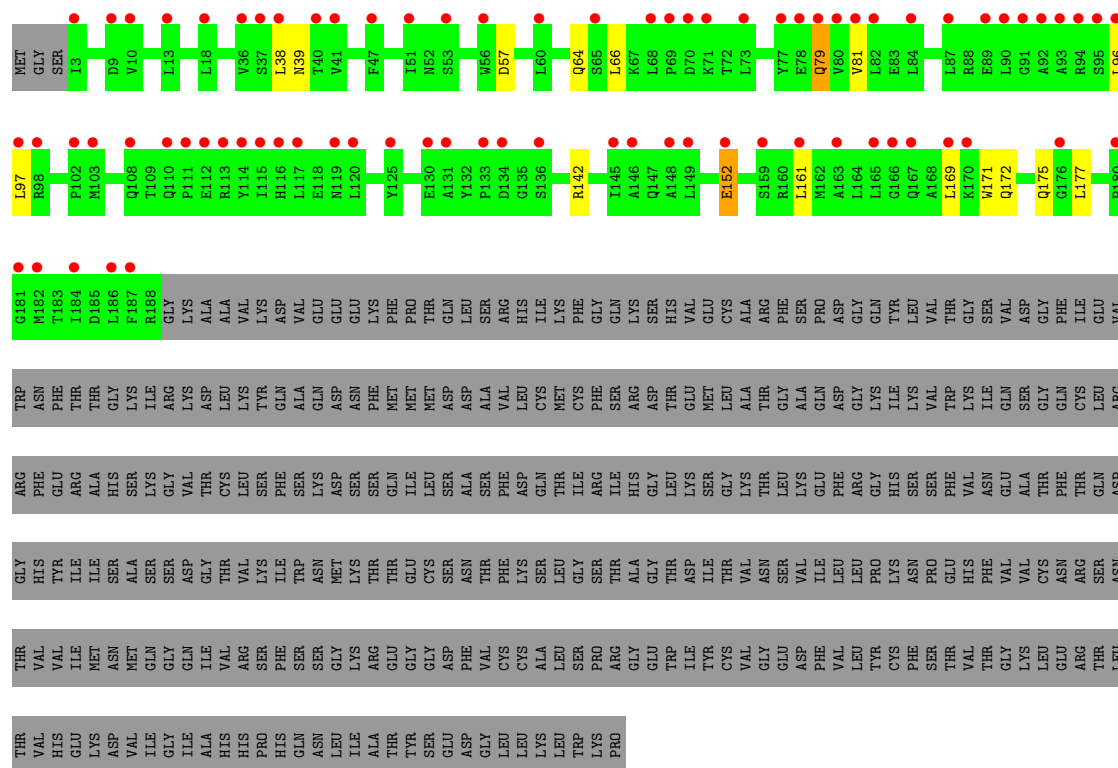 MET GLY SER I3 D9 V10 L13 L18 V36 S37 L38 N39 T40 V41 F47 I51 N52 S53 W56 D57 L60 Q64 S65 L66 K67 L68 P69 D70 K71 T72 L73 Y77 E78 Q79 V80 V81 L82 E83 L84 L87 R88 E89 L90 G91 A92 A93 R94 S95 L96
L97 R98 P102 M103 Q108 T109 Q110 P111 E112 R113 Y114 I115 H116 L117 E118 N119 L120 Y125 E130 A131 Y132 P133 D134 G135 S136 R142 I145 A146 Q147 A148 L149 E152 S159 R160 L161 M162 A163 L164 L165 G166 Q167 A168 L169 K170 W171 Q172 Q175 G176 L177 R180
G181 M182 T183 I184 D185 L186 F187 R188 GLY LYS ALA ALA VAL LYS ASP VAL GLU GLU GLU LYS PHE PRO THR GLN LEU SER ARG HIS ILE LYS PHE GLY GLN LYS SER HIS VAL GLU CYS ALA ARG PHE SER PRO ASP GLY GLN TYR LEU VAL THR GLY SER VAL ASP GLY PHE ILE GLU VAL
TRP ASN PHE THR THR GLY LYS ILE ARG LYS ASP LEU LYS TYR GLN ALA GLN ASP ASN PHE MET MET MET ASP ASP ALA VAL LEU CYS MET CYS PHE SER ARG ASP THR GLU MET LEU ALA THR GLY ALA GLN ASP GLY LYS ILE LYS VAL TRP LYS ILE GLN SER GLY GLN CYS LEU ARG
ARG PHE GLU ARG ALA HIS SER LYS GLY VAL THR CYS LEU SER PHE SER LYS ASP SER SER GLN ILE LEU SER ALA SER PHE ASP GLN THR ILE ARG ILE HIS GLY LEU LYS SER GLY LYS THR LEU LYS GLU PHE ARG GLY HIS SER SER PHE VAL ASN GLU ALA THR PHE THR GLN ASP
GLY HIS TYR ILE ILE SER ALA SER SER ASP GLY THR VAL LYS ILE TRP ASN MET LYS THR THR GLU CYS SER ASN THR PHE LYS SER LEU GLY SER THR ALA GLY THR ASP ILE THR VAL ASN SER VAL ILE LEU LEU PRO LYS ASN PRO GLU HIS PHE VAL VAL CYS ASN ARG SER ASN
THR VAL VAL ILE MET ASN MET GLN GLY GLN ILE VAL ARG SER PHE SER SER GLY LYS ARG GLU GLY GLY ASP PHE VAL CYS CYS ALA LEU SER PRO ARG GLY GLU TRP ILE TYR CYS VAL GLY GLU ASP PHE VAL LEU TYR CYS PHE SER THR VAL THR GLY LYS LEU GLU ARG THR LEU
THR VAL HIS GLU LYS ASP VAL ILE GLY ILE ALA HIS HIS PRO HIS GLN ASN LEU ILE ALA THR TYR SER GLU ASP GLY LEU LEU LYS LEU TRP LYS PRO